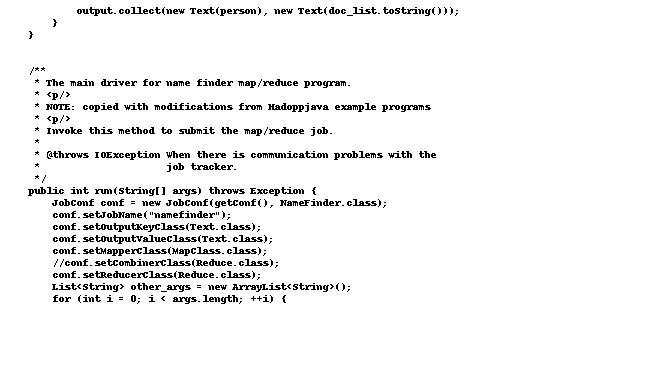 output.collect(new Text(person), new Text(doc_list.toString()));
}
}
/**
* The main driver for name finder map/reduce program.
* <p/>
* NOTE: copied with modifications from Hadoppjava example programs
* <p/>
* Invoke this method to submit the map/reduce job.
*
* @throws IOException When there is communication problems with the
* job tracker.
*/
public int run(String[] args) throws Exception {
JobConf conf = new JobConf(getConf(), NameFinder.class);
conf.setJobName("namefinder");
conf.setOutputKeyClass(Text.class);
conf.setOutputValueClass(Text.class);
conf.setMapperClass(MapClass.class);
//conf.setCombinerClass(Reduce.class);
conf.setReducerClass(Reduce.class);
List<String> other_args = new ArrayList<String>();
for (int i = 0; i < args.length; ++i) {